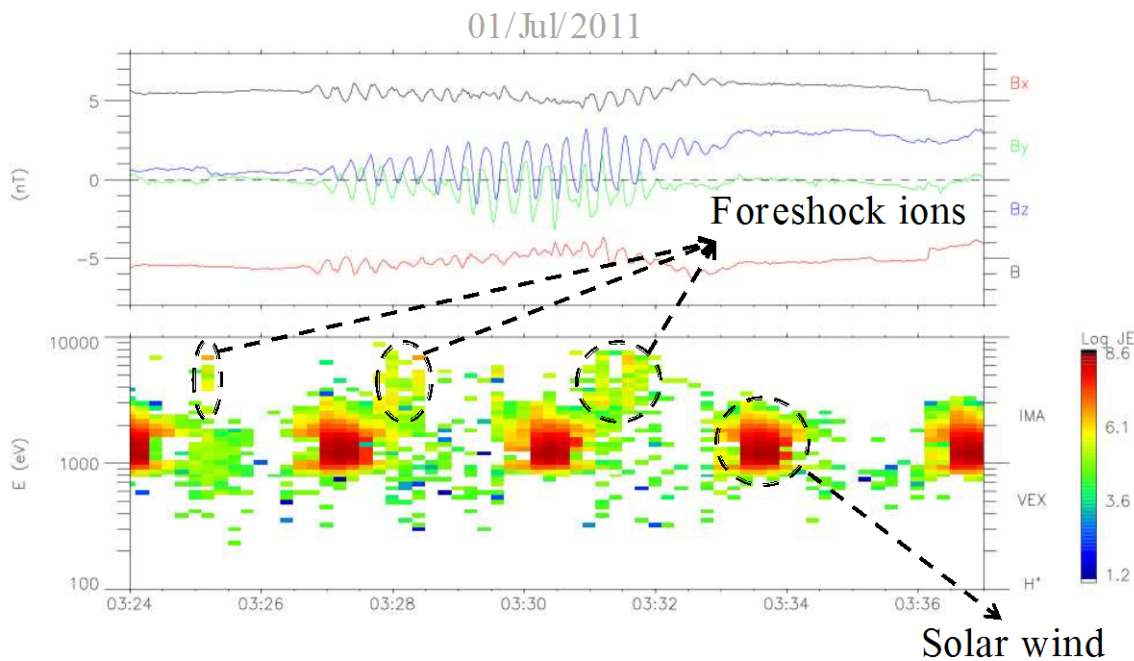 01/Jul/2011
Bx
5
By
(nT)
0
Bz
Foreshock ions
-5
B
Log JE
10000
8.6
IMA
6.1
E (eV)
1000
VEX
3.6
100
H+
1.2
03:24 03:26 03:28 03:30 03:32 03:34 03:36
Solar wind